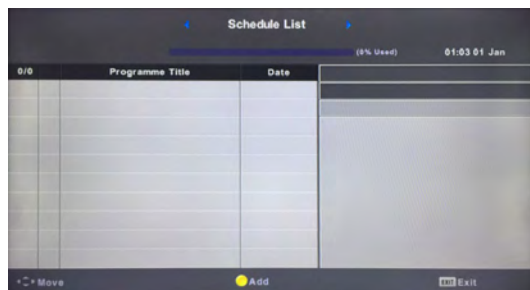 Schedule List
(0% Used)
01:03 01 Jan
0/0 Programme Title Date
Move Add EXIT Exit